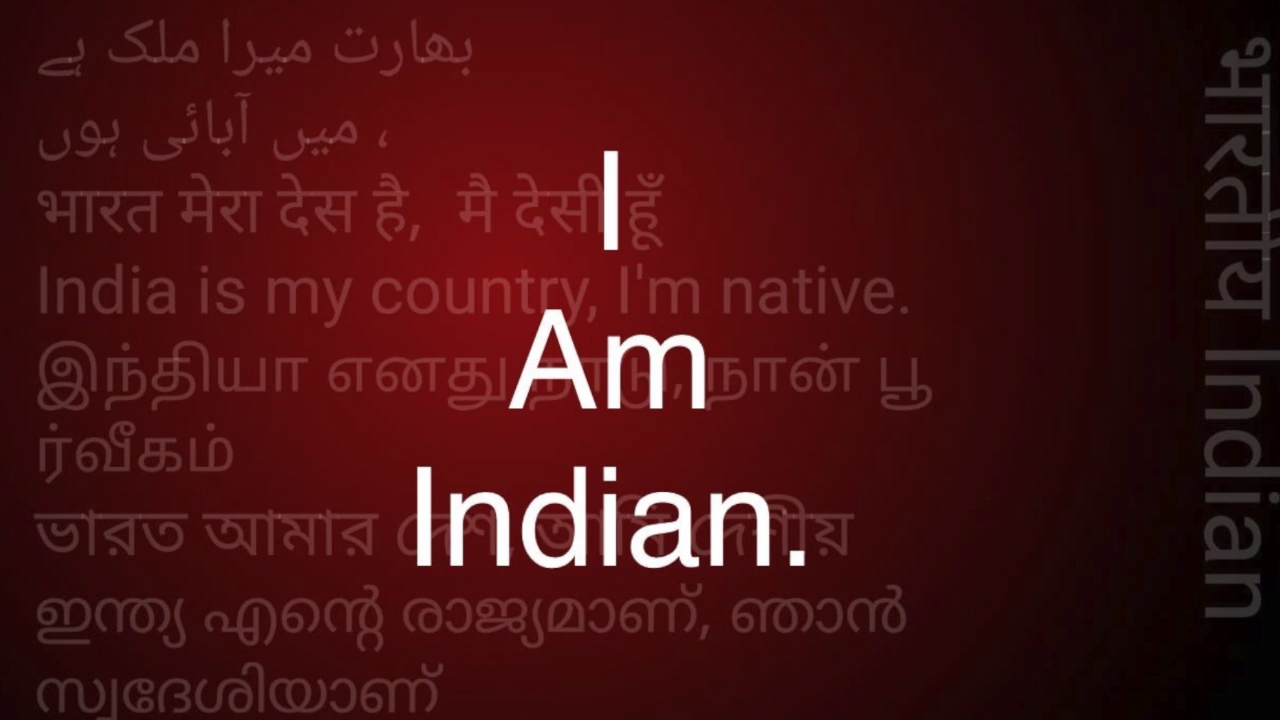 بھارت میرا ملک ہے
، میں آبائی ہوں
भारत मेरा देस है, मै देसी हूँ
India is my country, I'm native.
இந்தியா எனது நாடு, நான் பூ
ர்வீகம்
ভারত আমার দেশ, আমি দেশীয়
ഇന്ത്യ എന്റെ രാജ്യമാണ്, ഞാൻ
സ്വദേശിയാണ്
I
Am
Indian.
भारतीय Indian